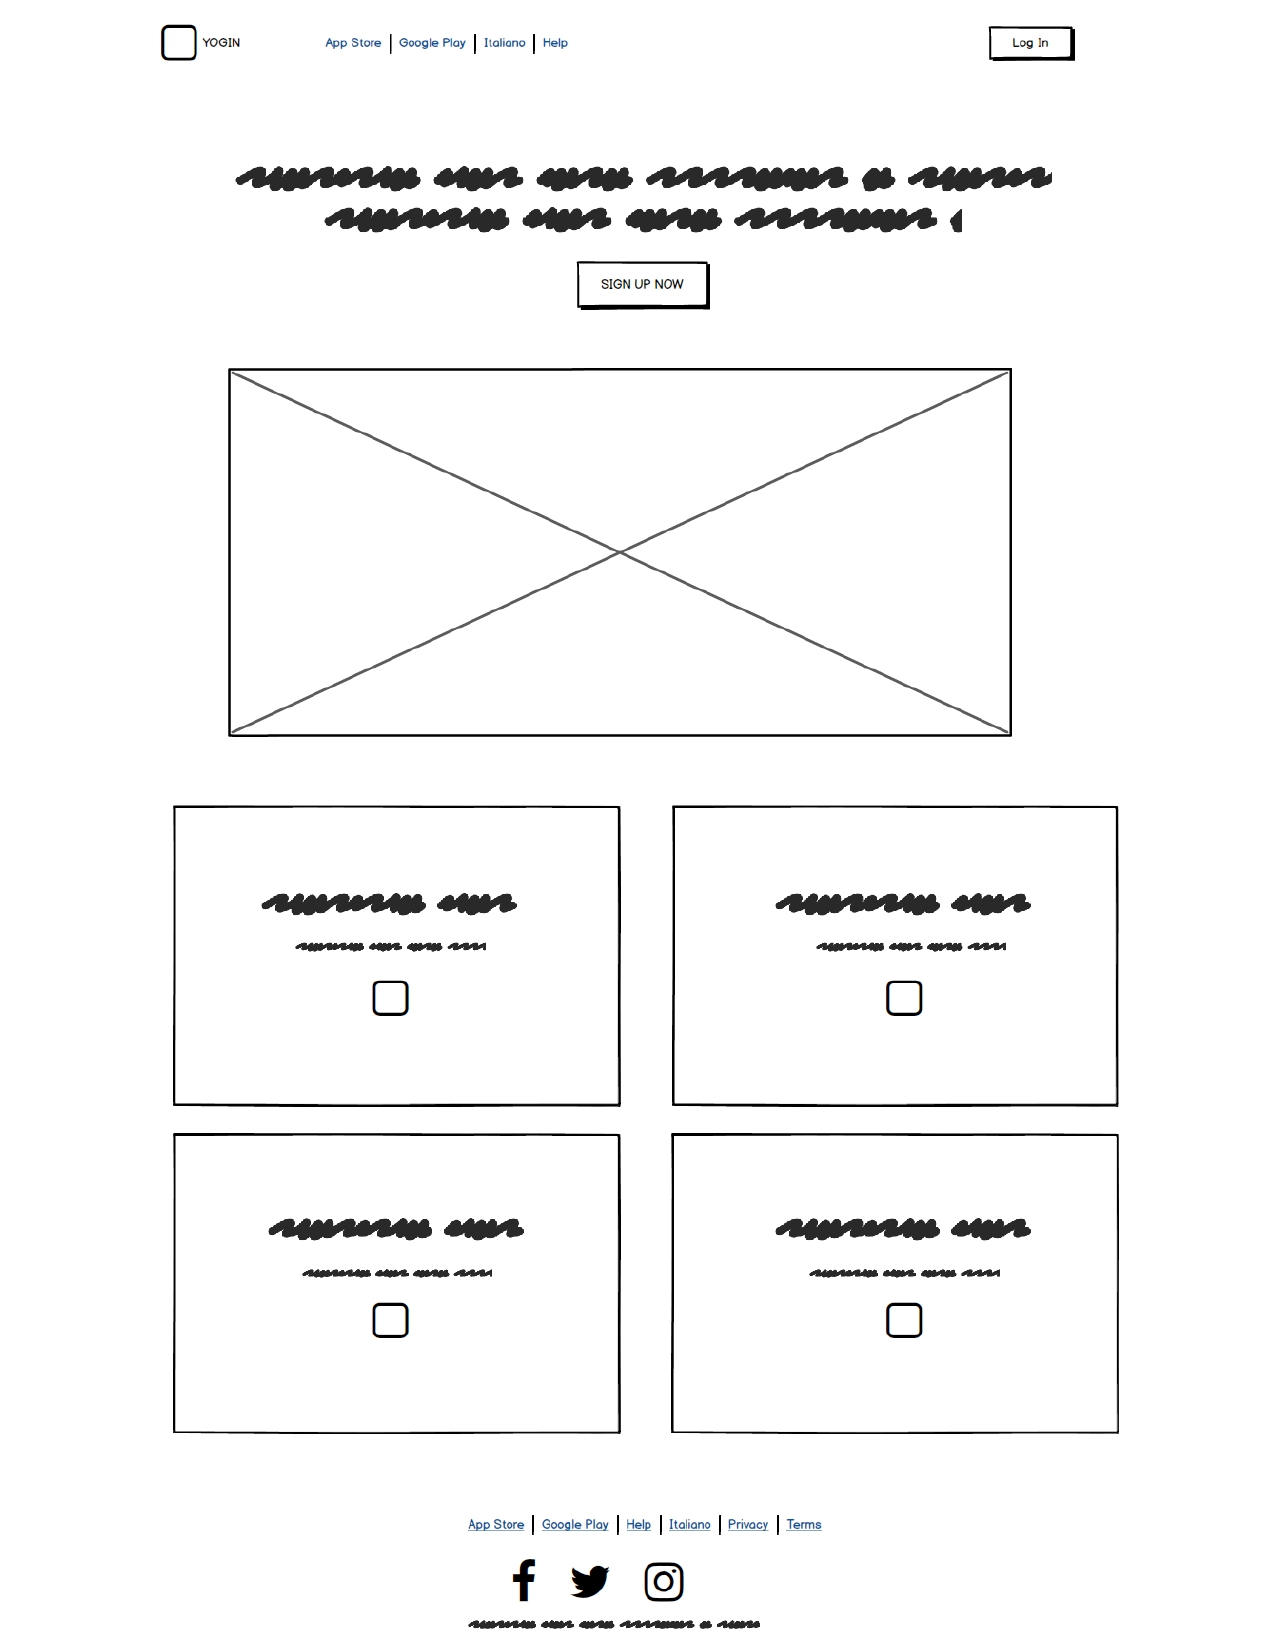 YOGIN
App Store | Google Play | Italiano | Help
Log In
SIGN UP NOW
App Store | Google Play | Help | Italiano | Privacy | Terms